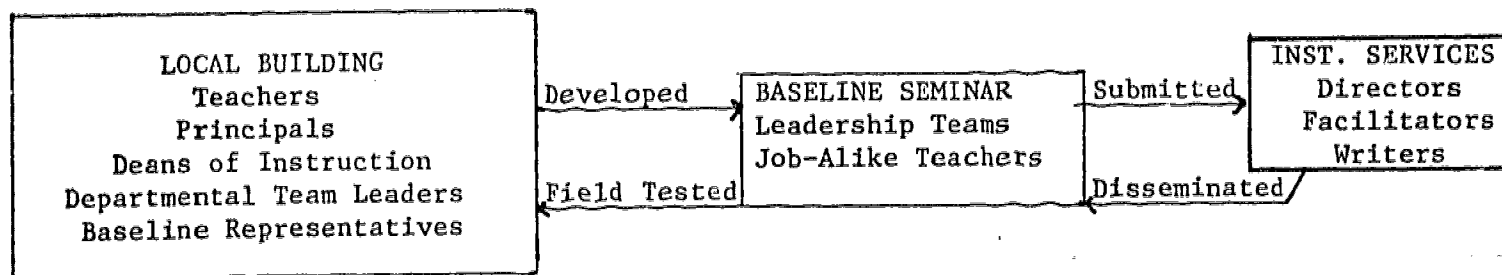 LOCAL BUILDING
Teachers
Principals
Deans of Instruction
Departmental Team Leaders
Baseline Representatives
Developed
Field Tested
BASELINE SEMINAR
Leadership Teams
Job-Alike Teachers
Submitted
Disseminated
INST. SERVICES
Directors
Facilitators
Writers